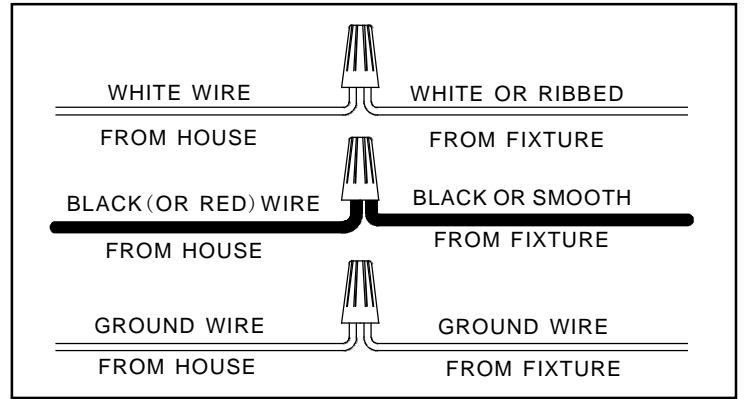 WHITE WIRE
FROM HOUSE
WHITE OR RIBBED
FROM FIXTURE
BLACK(OR RED) WIRE
FROM HOUSE
BLACK OR SMOOTH
FROM FIXTURE
GROUND WIRE
FROM HOUSE
GROUND WIRE
FROM FIXTURE